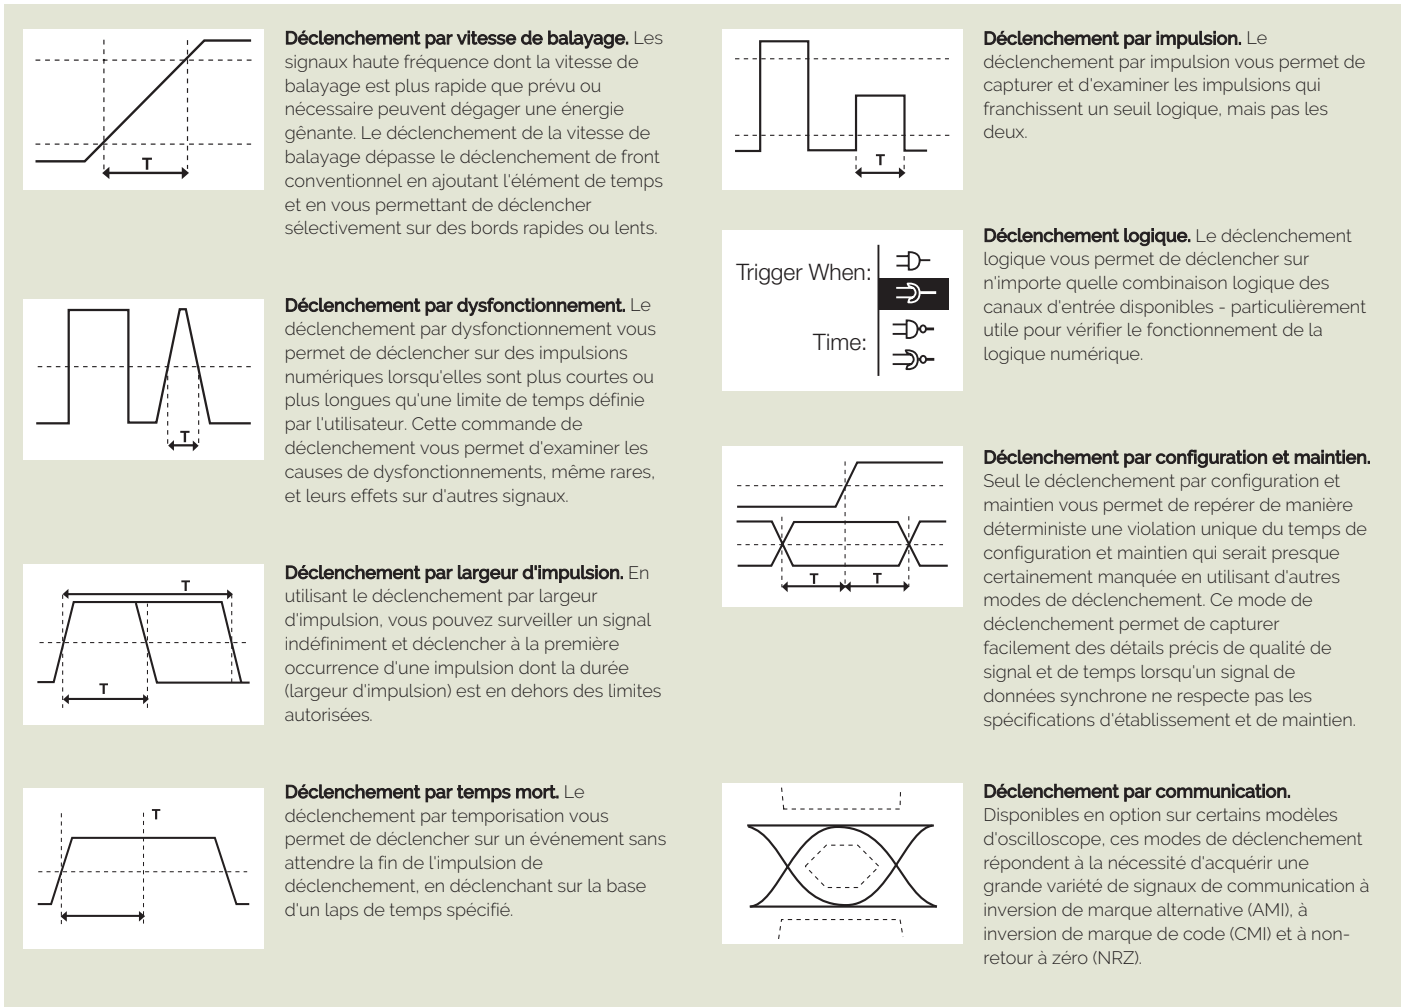 T
Déclenchement par vitesse de balayage. Les
signaux haute fréquence dont la vitesse de
balayage est plus rapide que prévu ou
nécessaire peuvent dégager une énergie
gênante. Le déclenchement de la vitesse de
balayage dépasse le déclenchement de front
conventionnel en ajoutant l'élément de temps
et en vous permettant de déclencher
sélectivement sur des bords rapides ou lents.
T
Déclenchement par dysfonctionnement. Le
déclenchement par dysfonctionnement vous
permet de déclencher sur des impulsions
numériques lorsqu'elles sont plus courtes ou
plus longues qu'une limite de temps définie
par l'utilisateur. Cette commande de
déclenchement vous permet d'examiner les
causes de dysfonctionnements, même rares,
et leurs effets sur d'autres signaux.
T
T
Déclenchement par largeur d'impulsion. En
utilisant le déclenchement par largeur
d'impulsion, vous pouvez surveiller un signal
indéfiniment et déclencher à la première
occurrence d'une impulsion dont la durée
(largeur d'impulsion) est en dehors des limites
autorisées.
T
Déclenchement par temps mort. Le
déclenchement par temporisation vous
permet de déclencher sur un événement sans
attendre la fin de l'impulsion de
déclenchement, en déclenchant sur la base
d'un laps de temps spécifié.
T
Déclenchement par impulsion. Le
déclenchement par impulsion vous permet de
capturer et d'examiner les impulsions qui
franchissent un seuil logique, mais pas les
deux.
Trigger When:
Time:
Déclenchement logique. Le déclenchement
logique vous permet de déclencher sur
n'importe quelle combinaison logique des
canaux d'entrée disponibles - particulièrement
utile pour vérifier le fonctionnement de la
logique numérique.
T T
Déclenchement par configuration et maintien.
Seul le déclenchement par configuration et
maintien vous permet de repérer de manière
déterministe une violation unique du temps de
configuration et maintien qui serait presque
certainement manquée en utilisant d'autres
modes de déclenchement. Ce mode de
déclenchement permet de capturer
facilement des détails précis de qualité de
signal et de temps lorsqu'un signal de
données synchrone ne respecte pas les
spécifications d'établissement et de maintien.
Déclenchement par communication.
Disponibles en option sur certains modèles
d'oscilloscope, ces modes de déclenchement
répondent à la nécessité d'acquérir une
grande variété de signaux de communication à
inversion de marque alternative (AMI), à
inversion de marque de code (CMI) et à non-
retour à zéro (NRZ).